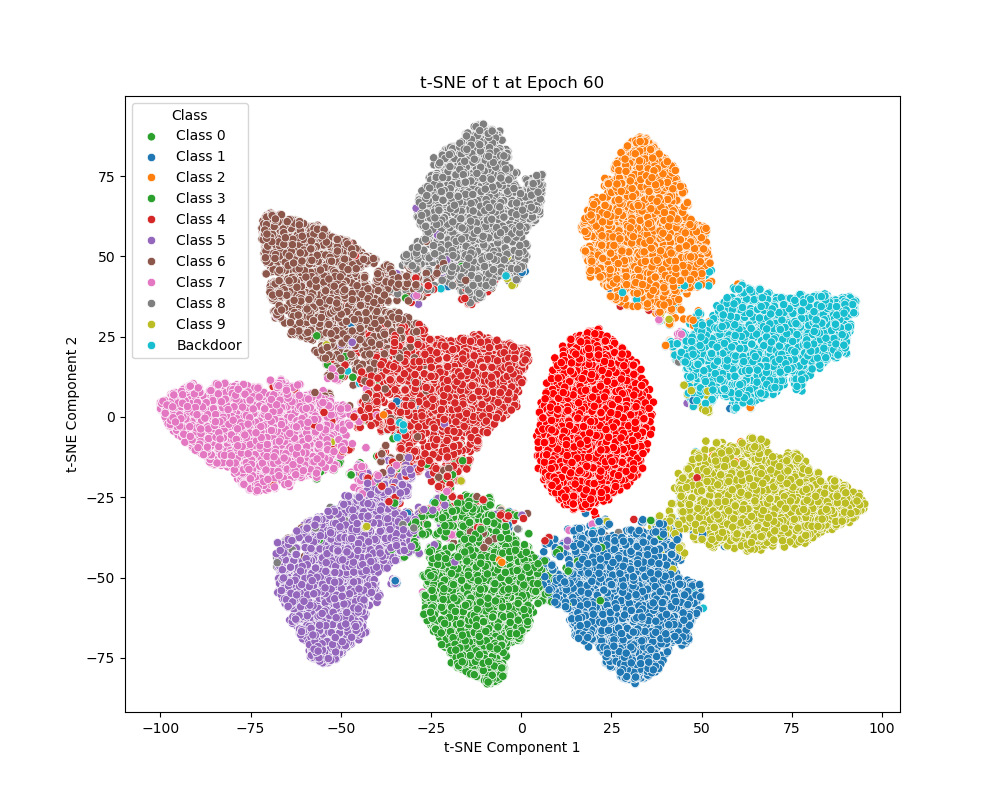 t-SNE of t at Epoch 60
Class
Class 0
Class 1
Class 2
Class 3
Class 4
Class 5
Class 6
Class 7
Class 8
Class 9
Backdoor
75
50
25
0
−25
−50
−75
t-SNE Component 2
−100
−75
−50
−25
0
25
50
75
100
t-SNE Component 1